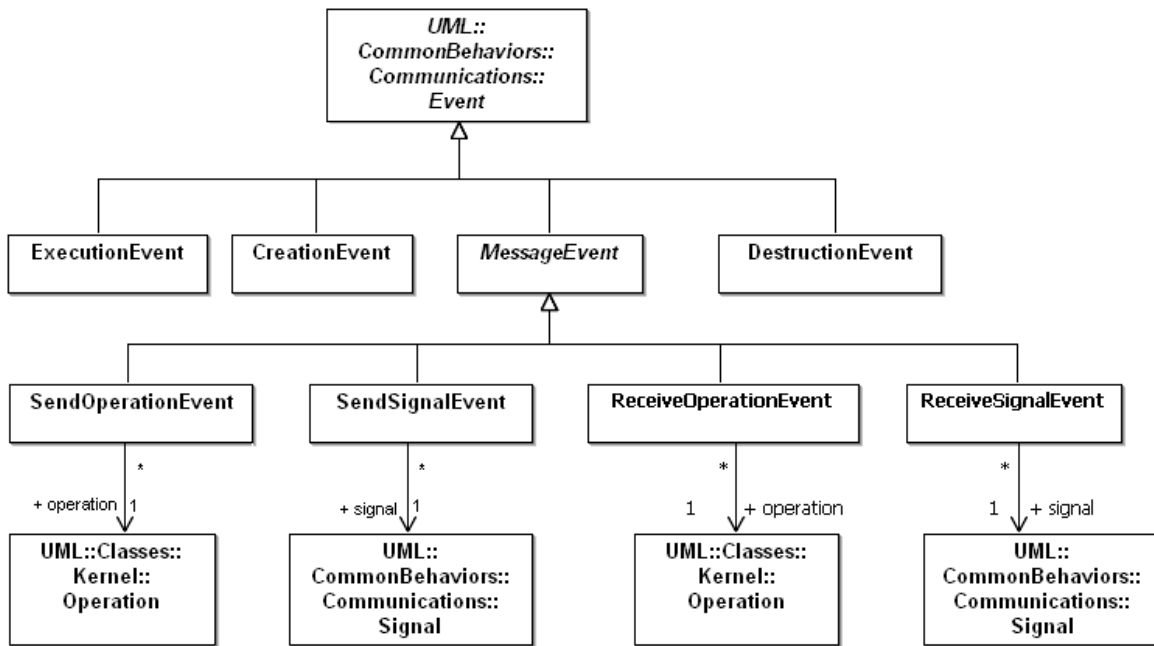 UML::
CommonBehaviors::
Communications::
Event
ExecutionEvent
CreationEvent
MessageEvent
DestructionEvent
SendOperationEvent
SendSignalEvent
ReceiveOperationEvent
ReceiveSignalEvent
*
*
*
*
+ operation 1
+ signal 1
1 + operation
1 + signal
UML::Classes::
Kernel::
Operation
UML::
CommonBehaviors::
Communications::
Signal
UML::Classes::
Kernel::
Operation
UML::
CommonBehaviors::
Communications::
Signal